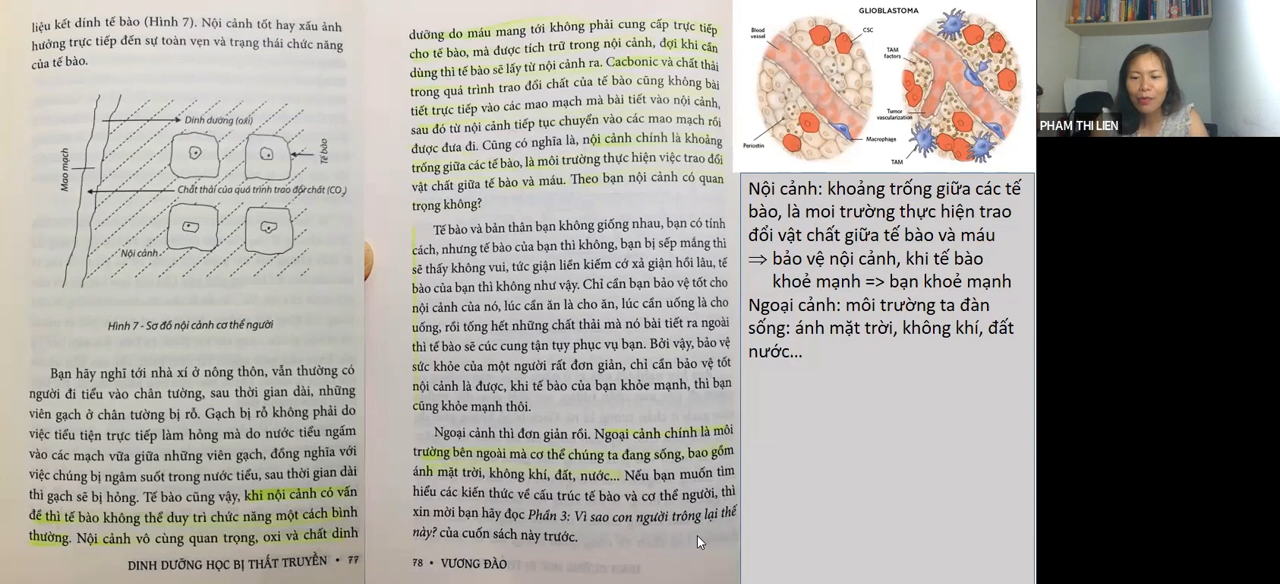 liệu kết dính tế bào (Hình 7). Nội cảnh tốt hay xấu ảnh
hưởng trực tiếp đến sự toàn vẹn và trạng thái chức năng
của tế bào.
Dinh dưỡng (oxi)
Mao mạch
Tế bào
Chất thải của quá trình trao đổi chất (CO₂)
Nội cảnh
Hình 7 - Sơ đồ nội cảnh cơ thể người
Bạn hãy nghĩ tới nhà xí ở nông thôn, vẫn thường có
người đi tiểu vào chân tường, sau thời gian dài, những
viên gạch ở chân tường bị rỗ. Gạch bị rỗ không phải do
việc tiểu tiện trực tiếp làm hỏng mà do nước tiểu ngấm
vào các mạch vữa giữa những viên gạch, đồng nghĩa với
việc chúng bị ngâm suốt trong nước tiểu, sau thời gian dài
thì gạch sẽ bị hỏng. Tế bào cũng vậy, khi nội cảnh có vấn
đề thì tế bào không thể duy trì chức năng một cách bình
thường. Nội cảnh vô cùng quan trọng, oxi và chất dinh
DINH DƯỠNG HỌC BỊ THẤT TRUYỀN • 77
dưỡng do máu mang tới không phải cung cấp trực tiếp
cho tế bào, mà được tích trữ trong nội cảnh, đợi khi cần
dùng thì tế bào sẽ lấy từ nội cảnh ra. Cacbonic và chất thải
trong quá trình trao đổi chất của tế bào cũng không bài
tiết trực tiếp vào các mao mạch mà bài tiết vào nội cảnh,
sau đó từ nội cảnh tiếp tục chuyển vào các mao mạch rồi
được đưa đi. Cũng có nghĩa là, nội cảnh chính là khoảng
trống giữa các tế bào, là môi trường thực hiện việc trao đổi
vật chất giữa tế bào và máu. Theo bạn nội cảnh có quan
trọng không?
Tế bào và bản thân bạn không giống nhau, bạn có tính
cách, nhưng tế bào của bạn thì không, bạn bị sếp mắng thì
sẽ thấy không vui, tức giận liền kiếm cớ xả giận hồi lâu, tế
bào của bạn thì không như vậy. Chỉ cần bạn bảo vệ tốt cho
nội cảnh của nó, lúc cần ăn là cho ăn, lúc cần uống là cho
uống, rồi tống hết những chất thải mà nó bài tiết ra ngoài
thì tế bào sẽ cúc cung tận tụy phục vụ bạn. Bởi vậy, bảo vệ
sức khỏe của một người rất đơn giản, chỉ cần bảo vệ tốt
nội cảnh là được, khi tế bào của bạn khỏe mạnh, thì bạn
cũng khỏe mạnh thôi.
Ngoại cảnh thì đơn giản rồi. Ngoại cảnh chính là môi
trường bên ngoài mà cơ thể chúng ta đang sống, bao gồm
ánh mặt trời, không khí, đất, nước... Nếu bạn muốn tìm
hiểu các kiến thức về cấu trúc tế bào và cơ thể người, thì
xin mời bạn hãy đọc Phần 3: Vì sao con người trông lại thế
này? của cuốn sách này trước.
78 • VƯƠNG ĐÀO
GLIOBLASTOMA
Blood
vessel
CSC
TAM
factors
Tumor
vascularization
Periostin
Macrophage
TAM
Nội cảnh: khoảng trống giữa các tế
bào, là moi trường thực hiện trao
đổi vật chất giữa tế bào và máu
⇒ bảo vệ nội cảnh, khi tế bào
khoẻ mạnh => bạn khoẻ mạnh
Ngoại cảnh: môi trường ta đàn
sống: ánh mặt trời, không khí, đất
nước...
PHAM THI LIEN